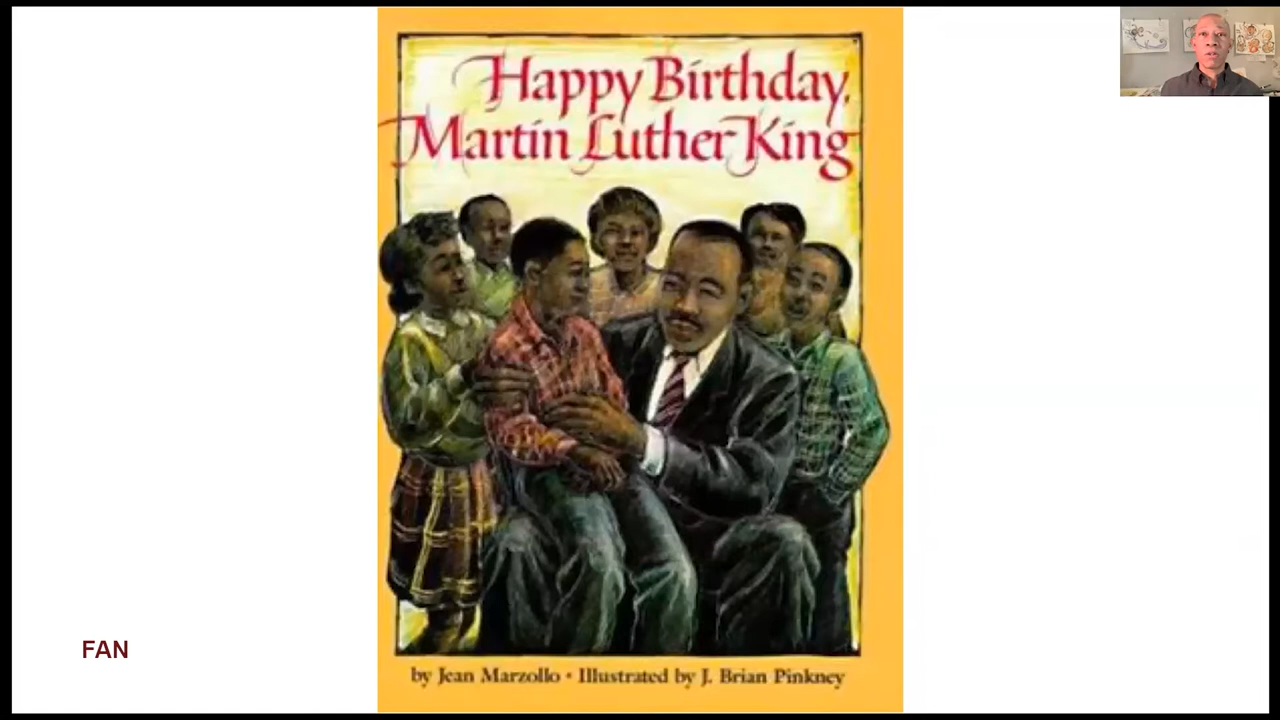 Happy Birthday,
Martin Luther King
FAN
by Jean Marzollo • Illustrated by J. Brian Pinkney